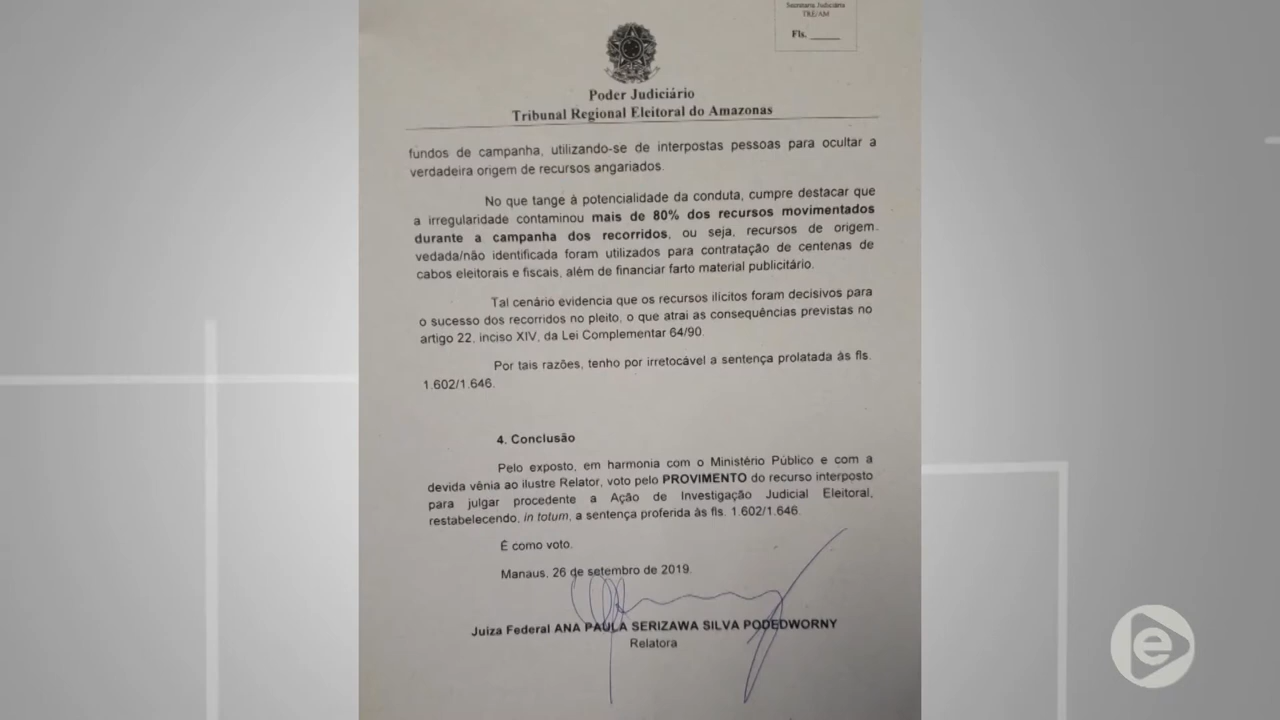 Secretaria Judiciária
TRE/AM
Fls. ______
Poder Judiciário
Tribunal Regional Eleitoral do Amazonas
fundos de campanha, utilizando-se de interpostas pessoas para ocultar a
verdadeira origem de recursos angariados.
No que tange à potencialidade da conduta, cumpre destacar que
a irregularidade contaminou mais de 80% dos recursos movimentados
durante a campanha dos recorridos, ou seja, recursos de origem
vedada/não identificada foram utilizados para contratação de centenas de
cabos eleitorais e fiscais, além de financiar farto material publicitário.
Tal cenário evidencia que os recursos ilícitos foram decisivos para
o sucesso dos recorridos no pleito, o que atrai as consequências previstas no
artigo 22, inciso XIV, da Lei Complementar 64/90.
Por tais razões, tenho por irretocável a sentença prolatada às fls.
1.602/1.646.
4. Conclusão
Pelo exposto, em harmonia com o Ministério Público e com a
devida vênia ao ilustre Relator, voto pelo PROVIMENTO do recurso interposto
para julgar procedente a Ação de Investigação Judicial Eleitoral,
restabelecendo, in totum, a sentença proferida às fls. 1.602/1.646.
É como voto.
Manaus, 26 de setembro de 2019.
Juíza Federal ANA PAULA SERIZAWA SILVA PODEDWORNY
Relatora
e